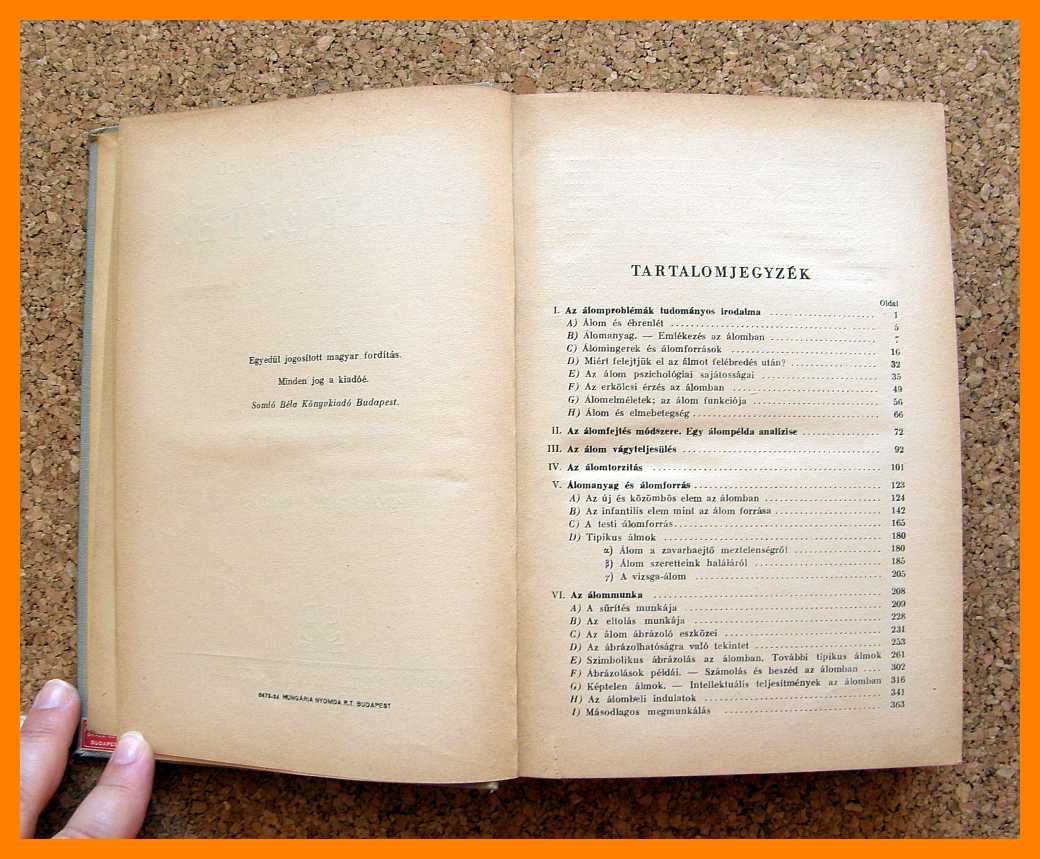 Egyedül jogosított magyar fordítás.
Minden jog a kiadóé.
Somló Béla Könyvkiadó Budapest.
6473-34 HUNGÁRIA NYOMDA R.T. BUDAPEST
BUDAPEST
TARTALOMJEGYZÉK
Oldal
I. Az álomproblémák tudományos irodalma 1
A) Álom és ébrenlét 5
B) Álomanyag. — Emlékezés az álomban 7
C) Álomingerek és álomforrások 16
D) Miért felejtjük el az álmot felébredés után? 32
E) Az álom pszichológiai sajátosságai 35
F) Az erkölcsi érzés az álomban 49
G) Álomelméletek; az álom funkciója 56
H) Álom és elmebetegség 66
II. Az álomfejtés módszere. Egy álompélda analízise 72
III. Az álom vágyteljesülés 92
IV. Az álomtorzítás 101
V. Álomanyag és álomforrás 123
A) Az új és közömbös elem az álomban 124
B) Az infantilis elem mint az álom forrása 142
C) A testi álomforrás 165
D) Tipikus álmok 180
α) Álom a zavarbaejtő meztelenségről 180
β) Álom szeretteink haláláról 185
γ) A vizsga-álom 205
VI. Az álommunka 208
A) A sűrítés munkája 209
B) Az eltolás munkája 228
C) Az álom ábrázoló eszközei 231
D) Az ábrázolhatóságra való tekintet 253
E) Szimbolikus ábrázolás az álomban. További tipikus álmok 261
F) Ábrázolások példái. — Számolás és beszéd az álomban 302
G) Képtelen álmok. — Intellektuális teljesítmények az álomban 316
H) Az álombeli indulatok 341
I) Másodlagos megmunkálás 363